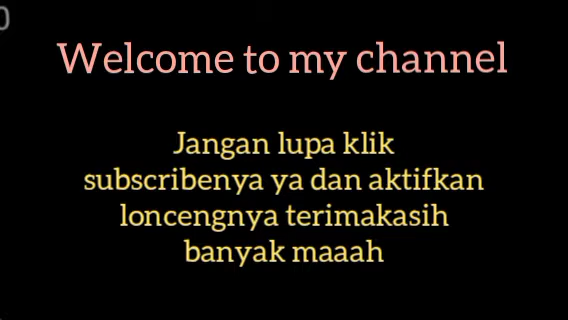 Welcome to my channel
Jangan lupa klik
subscribenya ya dan aktifkan
loncengnya terimakasih
banyak maaah